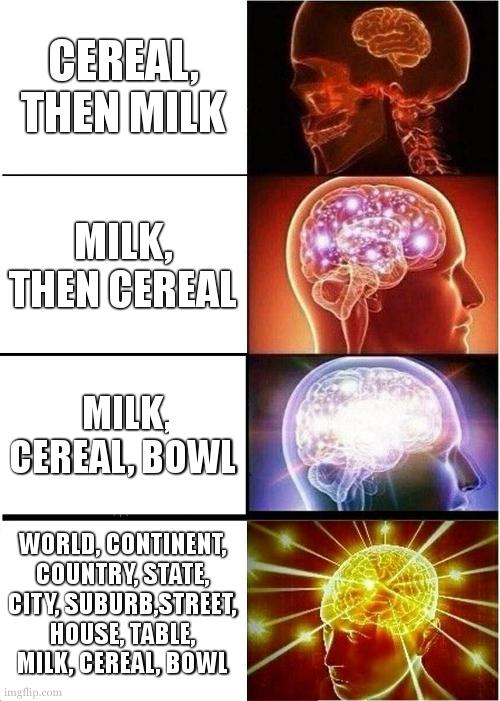 CEREAL,
THEN MILK
MILK,
THEN CEREAL
MILK,
CEREAL, BOWL
WORLD, CONTINENT,
COUNTRY, STATE,
CITY, SUBURB,STREET,
HOUSE, TABLE,
MILK, CEREAL, BOWL
imgflip.com